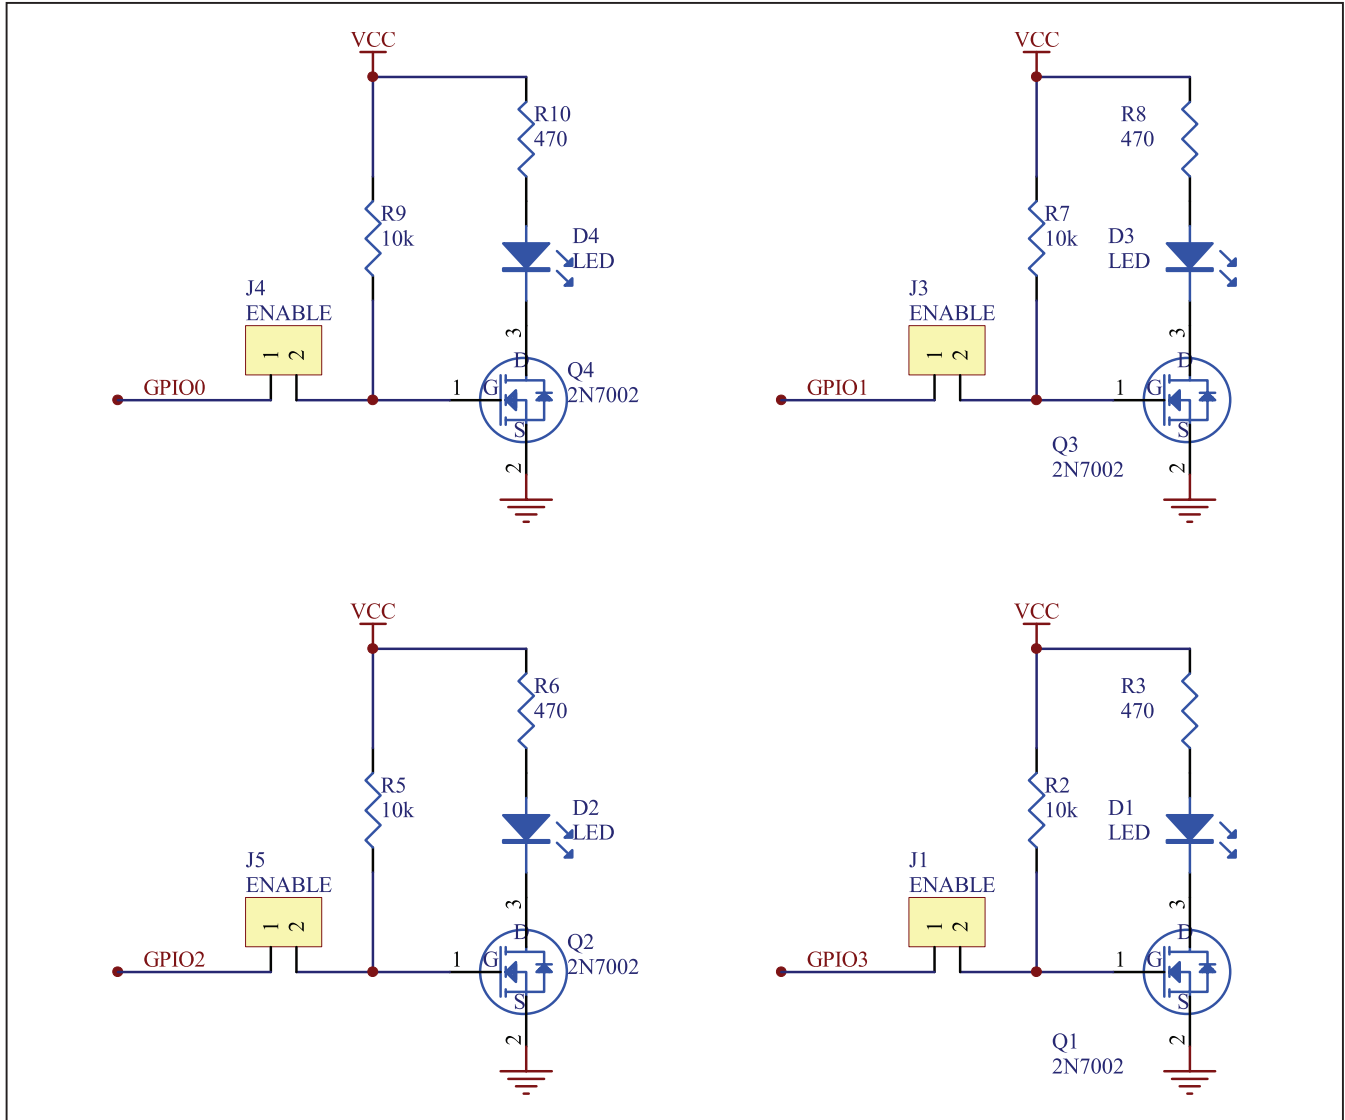 VCC
R10
470
R9
10k
D4
LED
J4
ENABLE
1 2
GPIO0
3
D
1
G
S
2
Q4
2N7002
VCC
R8
470
R7
10k
D3
LED
J3
ENABLE
1 2
GPIO1
3
D
1
G
S
2
Q3
2N7002
VCC
R6
470
R5
10k
D2
LED
J5
ENABLE
1 2
GPIO2
3
D
1
G
S
2
Q2
2N7002
VCC
R3
470
R2
10k
D1
LED
J1
ENABLE
1 2
GPIO3
3
D
1
G
S
2
Q1
2N7002